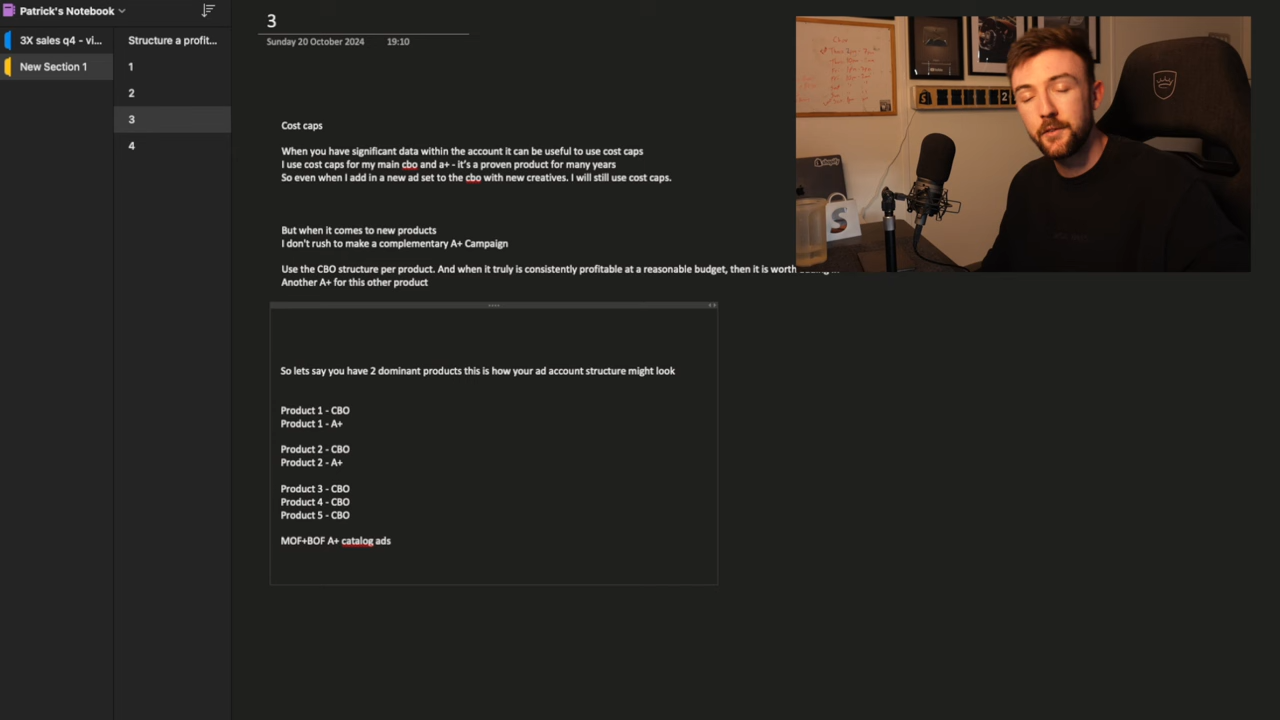 Patrick's Notebook
3X sales q4 - vi...
New Section 1
Structure a profit...
1
2
3
4
3
Sunday 20 October 2024 19:10
Cost caps
When you have significant data within the account it can be useful to use cost caps
I use cost caps for my main cbo and a+ - it's a proven product for many years
So even when I add in a new ad set to the cbo with new creatives. I will still use cost caps.
But when it comes to new products
I don't rush to make a complementary A+ Campaign
Use the CBO structure per product. And when it truly is consistently profitable at a reasonable budget, then it is worth
Another A+ for this other product
So lets say you have 2 dominant products this is how your ad account structure might look
Product 1 - CBO
Product 1 - A+
Product 2 - CBO
Product 2 - A+
Product 3 - CBO
Product 4 - CBO
Product 5 - CBO
MOF+BOF A+ catalog ads
shopify